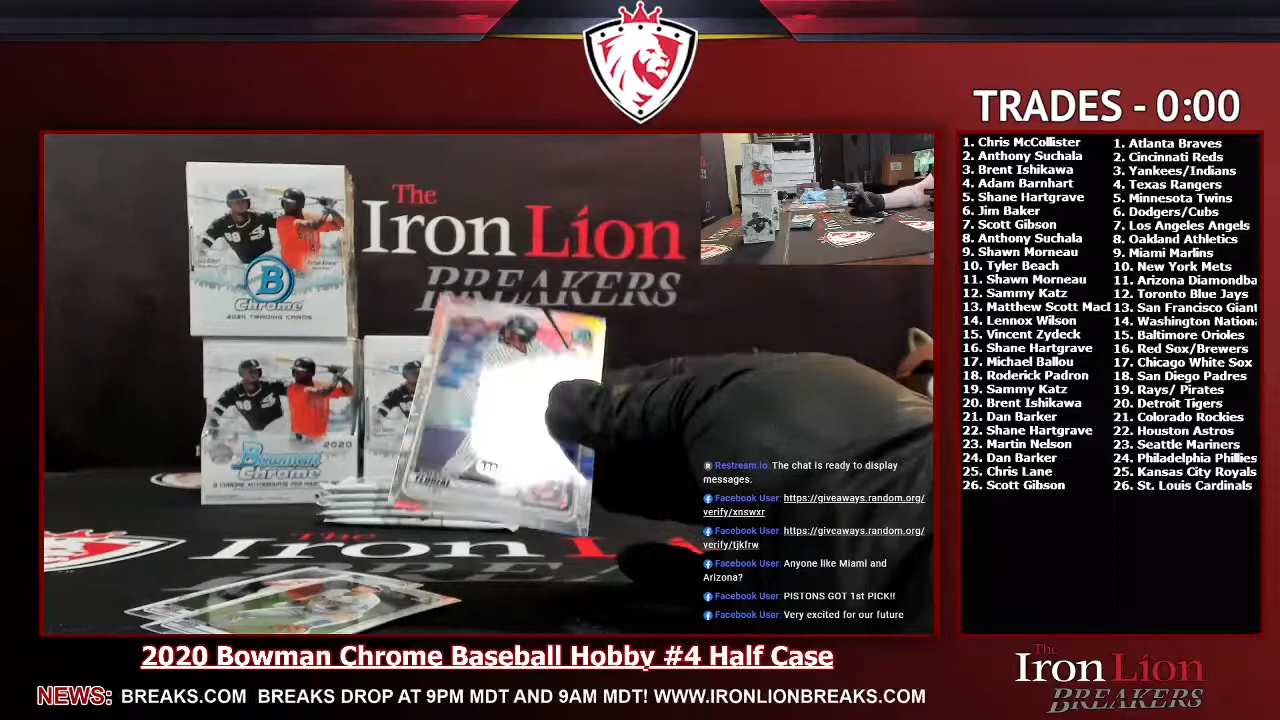 TRADES - 0:00
1. Chris McCollister
2. Anthony Suchala
3. Brent Ishikawa
4. Adam Barnhart
5. Shane Hartgrave
6. Jim Baker
7. Scott Gibson
8. Anthony Suchala
9. Shawn Morneau
10. Tyler Beach
11. Shawn Morneau
12. Sammy Katz
13. Matthew Scott Macl
14. Lennox Wilson
15. Vincent Zydeck
16. Shane Hartgrave
17. Michael Ballou
18. Roderick Padron
19. Sammy Katz
20. Brent Ishikawa
21. Dan Barker
22. Shane Hartgrave
23. Martin Nelson
24. Dan Barker
25. Chris Lane
26. Scott Gibson
1. Atlanta Braves
2. Cincinnati Reds
3. Yankees/Indians
4. Texas Rangers
5. Minnesota Twins
6. Dodgers/Cubs
7. Los Angeles Angels
8. Oakland Athletics
9. Miami Marlins
10. New York Mets
11. Arizona Diamondba
12. Toronto Blue Jays
13. San Francisco Giant
14. Washington Nationa
15. Baltimore Orioles
16. Red Sox/Brewers
17. Chicago White Sox
18. San Diego Padres
19. Rays/ Pirates
20. Detroit Tigers
21. Colorado Rockies
22. Houston Astros
23. Seattle Mariners
24. Philadelphia Phillies
25. Kansas City Royals
26. St. Louis Cardinals
The
Iron Lion
BREAKERS
B
Chrome
2020 TRADING CARDS
2020
Bowman
Chrome
The
Iron
Restream.io: The chat is ready to display
messages.
Facebook User: https://giveaways.random.org/
verify/xnswxr
Facebook User: https://giveaways.random.org/
verify/tjkfrw
Facebook User: Anyone like Miami and
Arizona?
Facebook User: PISTONS GOT 1st PICK!!
Facebook User: Very excited for our future
2020 Bowman Chrome Baseball Hobby #4 Half Case
NEWS: BREAKS.COM BREAKS DROP AT 9PM MDT AND 9AM MDT! WWW.IRONLIONBREAKS.COM
The
Iron Lion
BREAKERS